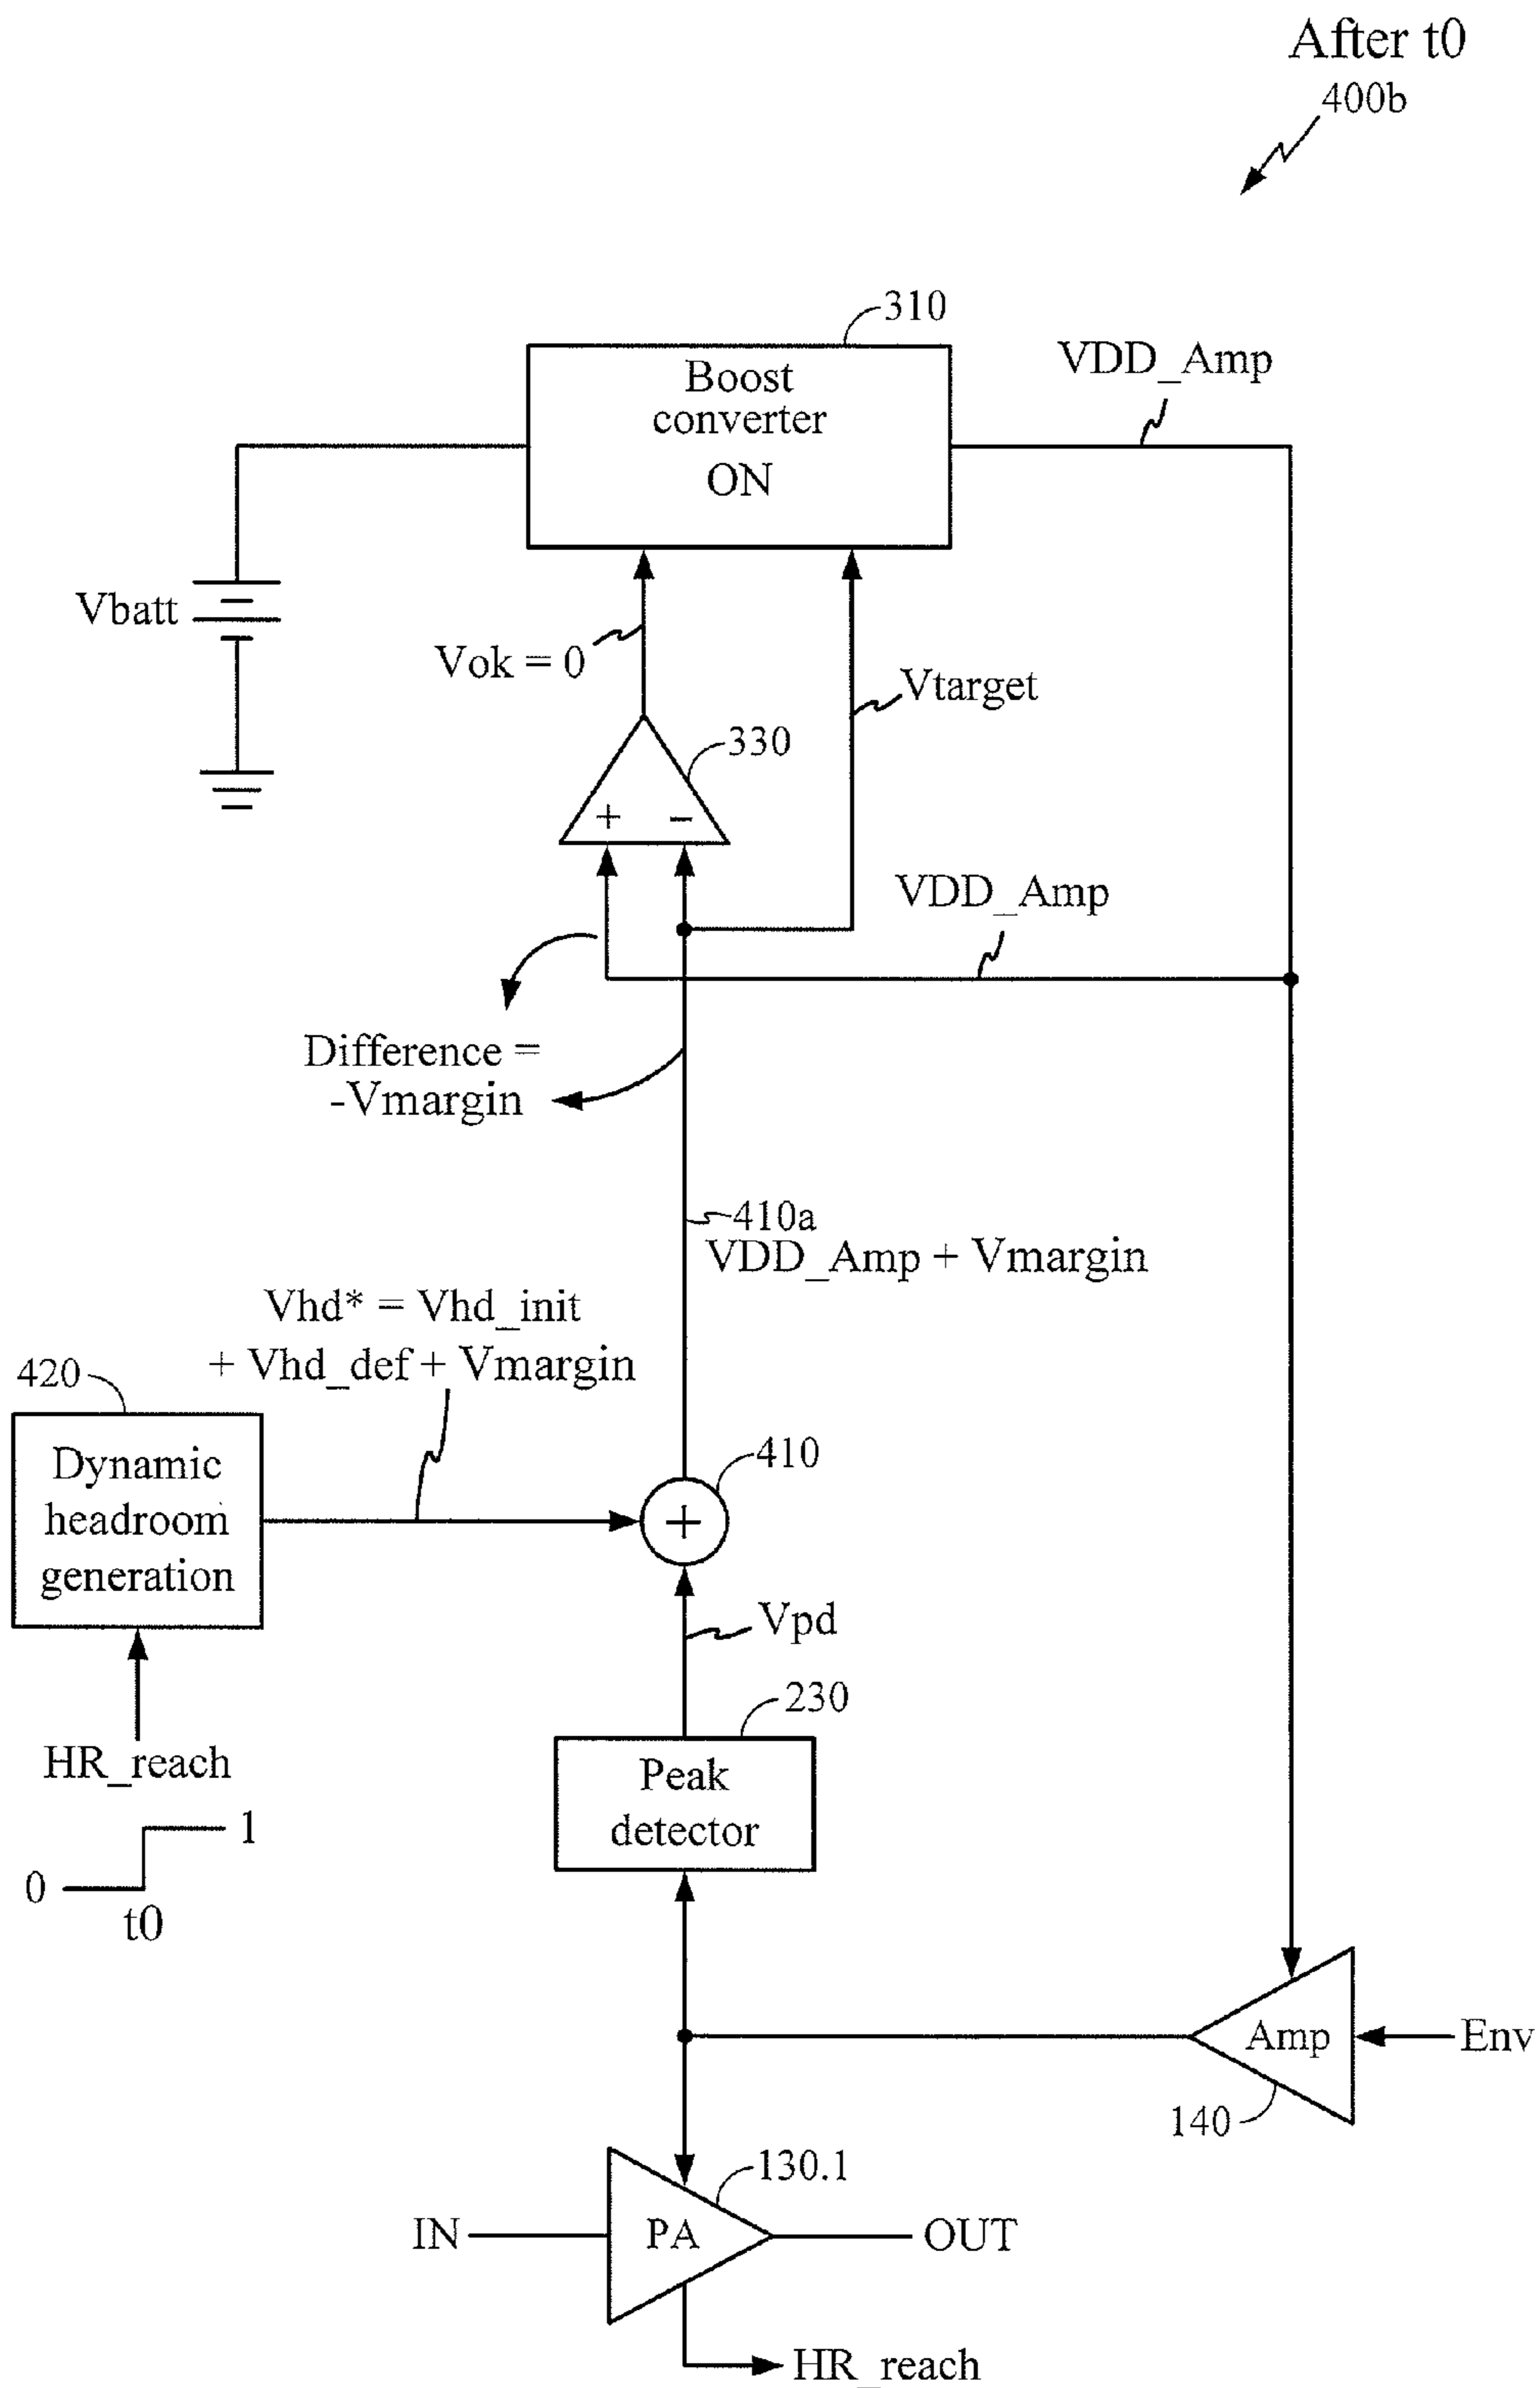 After t0
400b
310
Boost
converter
ON
VDD_Amp
Vbatt
Vok = 0
Vtarget
330
+ −
VDD_Amp
Difference =
-Vmargin
410a
VDD_Amp + Vmargin
Vhd* = Vhd_init
+ Vhd_def + Vmargin
420
Dynamic
headroom
generation
410
+
Vpd
230
HR_reach
Peak
detector
1
0
t0
Amp
Env
140
130.1
IN
PA
OUT
HR_reach